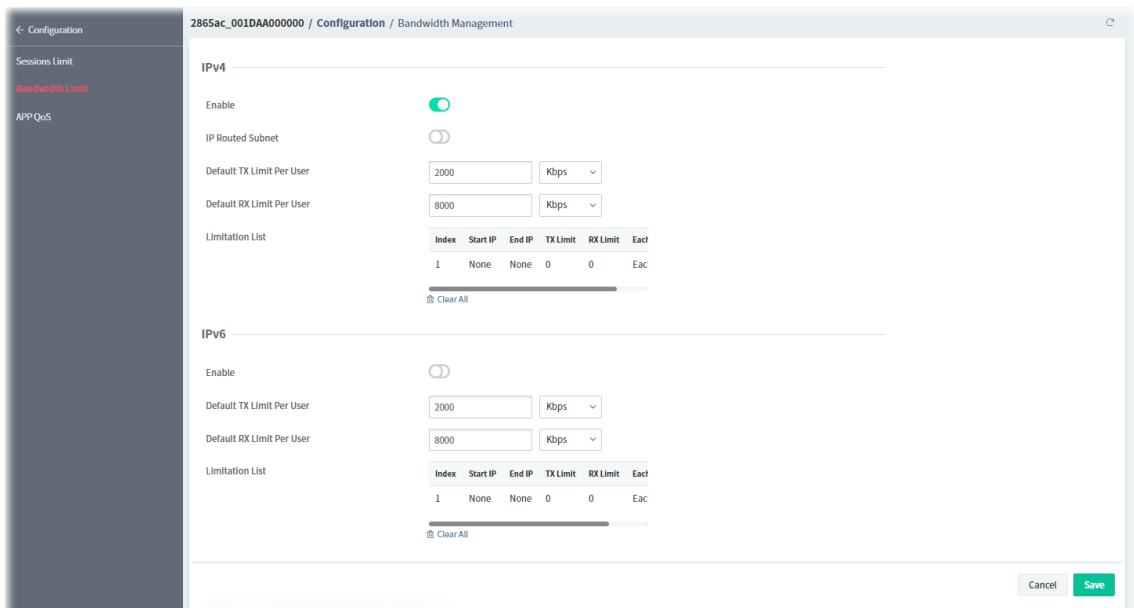 ← Configuration
2865ac_001DAA000000 / Configuration / Bandwidth Management
Sessions Limit
Bandwidth Limit
APP QoS
IPv4
Enable
IP Routed Subnet
Default TX Limit Per User 2000 Kbps
Default RX Limit Per User 8000 Kbps
Limitation List
Index Start IP End IP TX Limit RX Limit Each
1 None None 0 0 Eac
Clear All
IPv6
Enable
Default TX Limit Per User 2000 Kbps
Default RX Limit Per User 8000 Kbps
Limitation List
Index Start IP End IP TX Limit RX Limit Each
1 None None 0 0 Eac
Clear All
Cancel Save